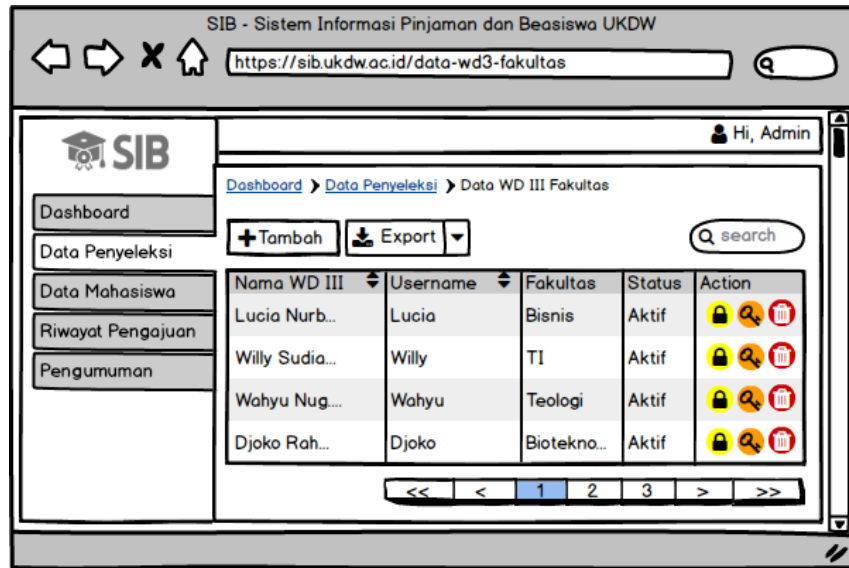 SIB - Sistem Informasi Pinjaman dan Beasiswa UKDW
https://sib.ukdw.ac.id/data-wd3-fakultas
SIB
Hi, Admin
Dashboard
Data Penyeleksi
Data Mahasiswa
Riwayat Pengajuan
Pengumuman
Dashboard Data Penyeleksi Data WD III Fakultas
+Tambah Export search
Nama WD III Username Fakultas Status Action
Lucia Nurb... Lucia Bisnis Aktif
Willy Sudia... Willy TI Aktif
Wahyu Nug.... Wahyu Teologi Aktif
Djoko Rah... Djoko Biotekno... Aktif
<< < 1 2 3 > >>